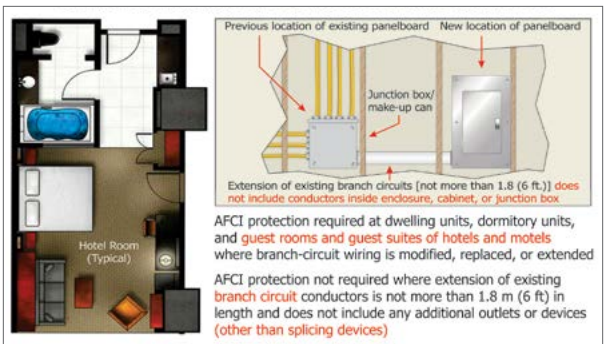 Previous location of existing panelboard
New location of panelboard
Junction box/
make-up can
Extension of existing branch circuits [not more than 1.8 (6 ft.)] does
not include conductors inside enclosure, cabinet, or junction box
Hotel Room
(Typical)
AFCI protection required at dwelling units, dormitory units,
and guest rooms and guest suites of hotels and motels
where branch-circuit wiring is modified, replaced, or extended
AFCI protection not required where extension of existing
branch circuit conductors is not more than 1.8 m (6 ft) in
length and does not include any additional outlets or devices
(other than splicing devices)